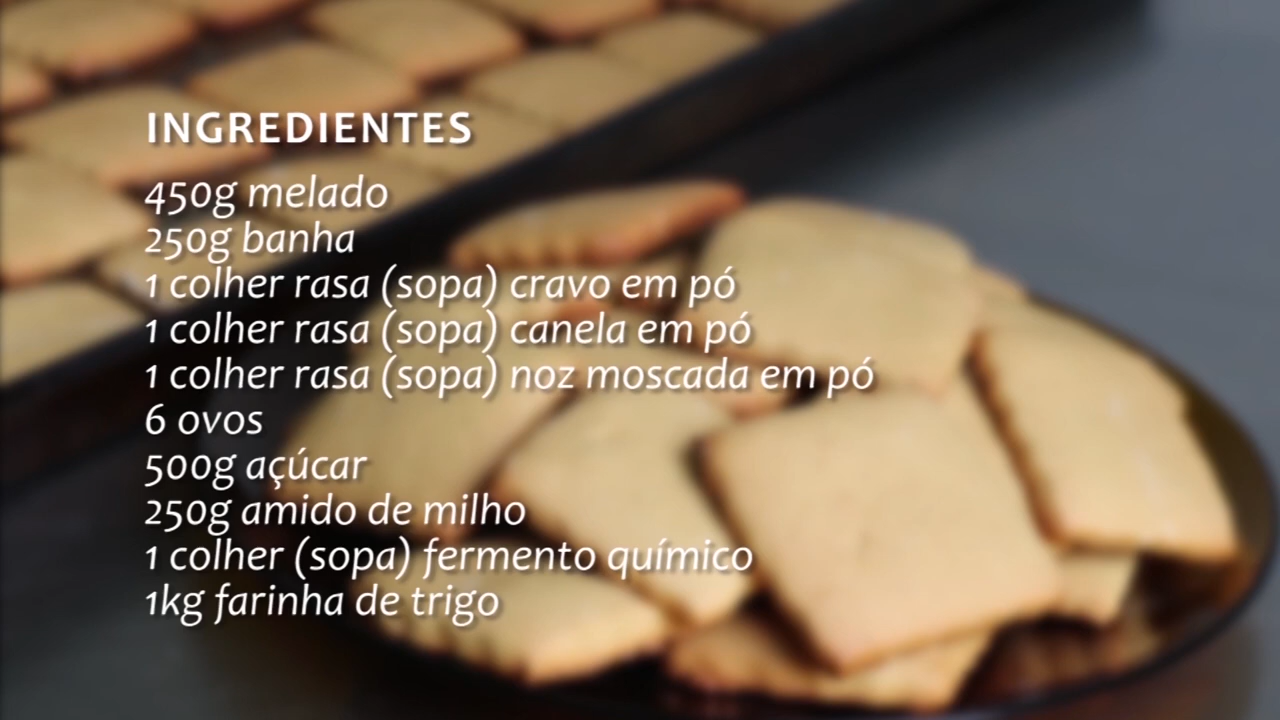 INGREDIENTES
450g melado
250g banha
1 colher rasa (sopa) cravo em pó
1 colher rasa (sopa) canela em pó
1 colher rasa (sopa) noz moscada em pó
6 ovos
500g açúcar
250g amido de milho
1 colher (sopa) fermento químico
1kg farinha de trigo